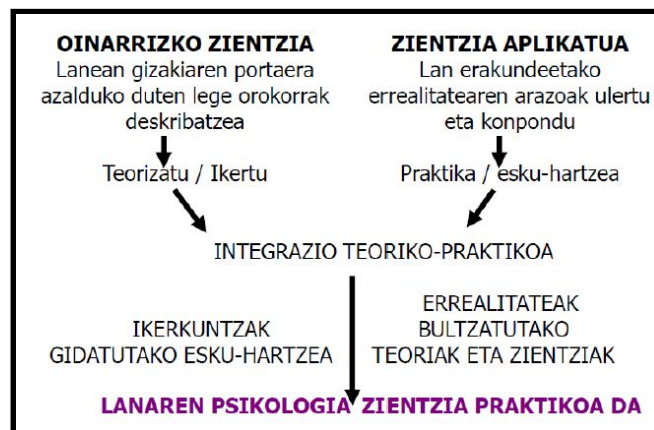 OINARRIZKO ZIENTZIA
Lanean gizakiaren portaera
azalduko duten lege orokorrak
deskribatzea
ZIENTZIA APLIKATUA
Lan erakundeetako
errealitatearen arazoak ulertu
eta konpondu
Teorizatu / Ikertu
Praktika / esku-hartzea
INTEGRAZIO TEORIKO-PRAKTIKOA
IKERKUNTZAK
GIDATUTAKO ESKU-HARTZEA
ERREALITATEAK
BULTZATUTAKO
TEORIAK ETA ZIENTZIAK
LANAREN PSIKOLOGIA ZIENTZIA PRAKTIKOA DA